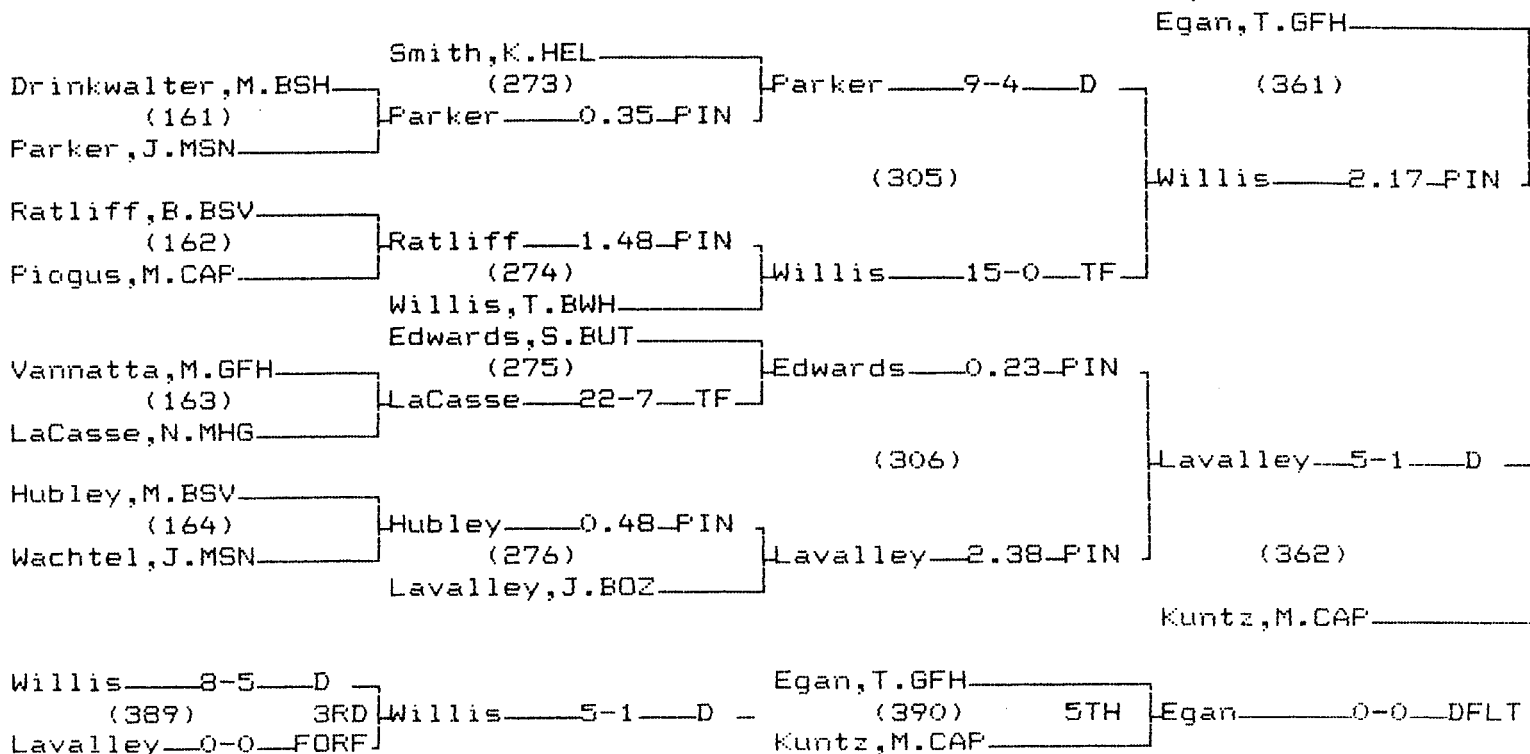 Egan,T.GFH
Smith,K.HEL
Drinkwalter,M.BSH (273) Parker 9-4 D (361)
(161) Parker 0.35 PIN
Parker,J.MSN
(305) Willis 2.17 PIN
Ratliff,B.BSV
(162) Ratliff 1.48 PIN
Piogus,M.CAP (274) Willis 15-0 TF
Willis,T.BWH
Edwards,S.BUT
Vannatta,M.GFH (275) Edwards 0.23 PIN
(163) LaCasse 22-7 TF
LaCasse,N.MHG
(306) Lavalley 5-1 D
Hubley,M.BSV
(164) Hubley 0.48 PIN
Wachtel,J.MSN (276) Lavalley 2.38 PIN (362)
Lavalley,J.BOZ
Kuntz,M.CAP
Willis 8-5 D Egan,T.GFH
(389) 3RD Willis 5-1 D (390) 5TH Egan 0-0 DFLT
Lavalley 0-0 FORF Kuntz,M.CAP